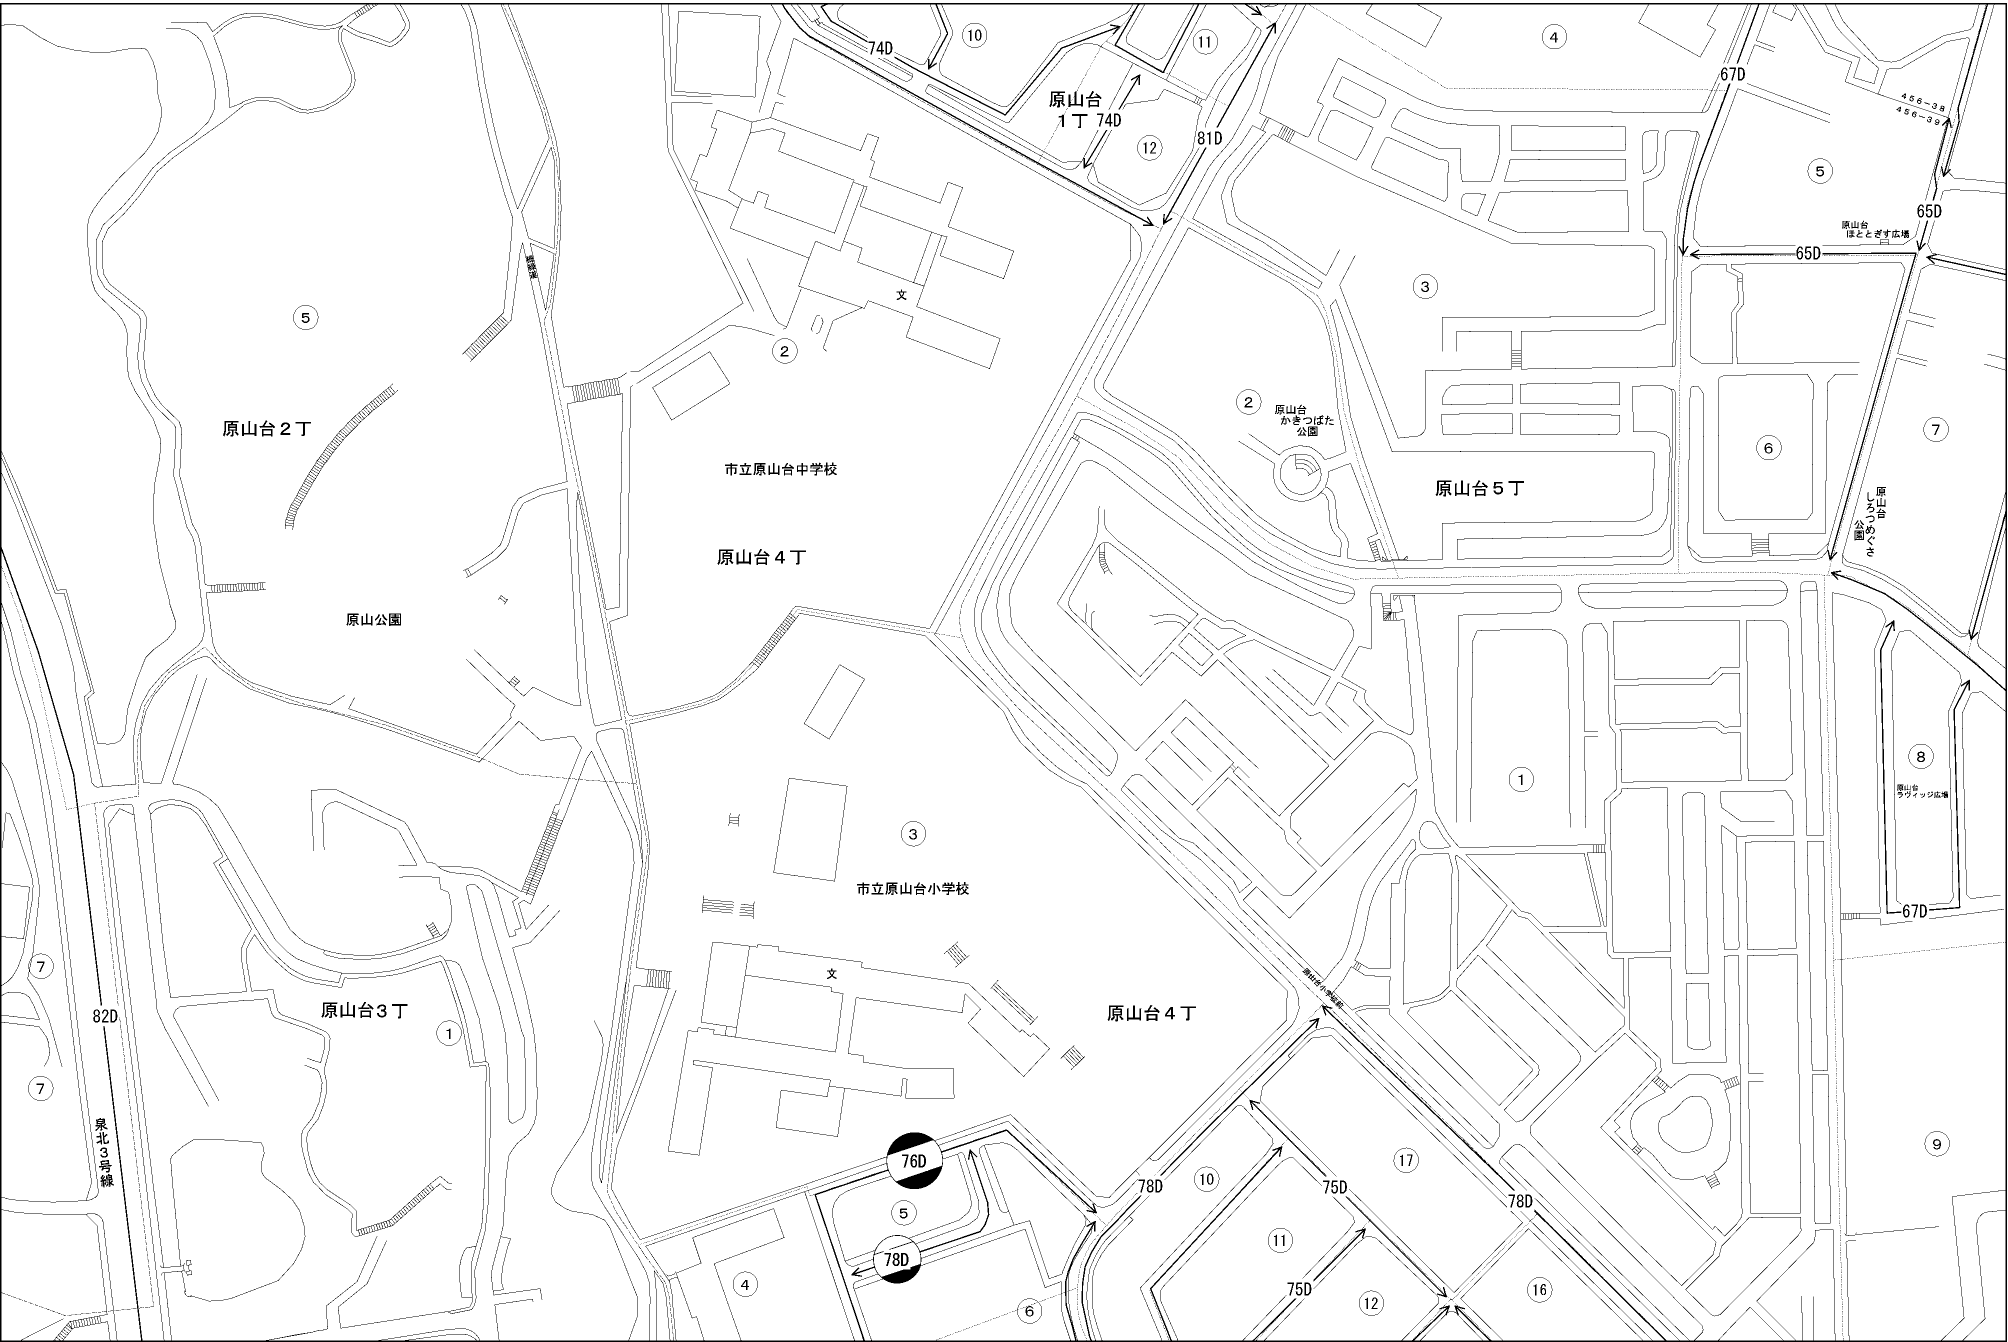 74D
⑩
⑪
④
67D
456-38
456-39
原山台
1丁
74D
81D
⑫
⑤
65D
原山台
ほととぎす広場
65D
③
文
⑤
②
②
原山台
かきつばた
公園
⑥
⑦
原山台2丁
市立原山台中学校
原山台5丁
原山台
しろつめぐさ
公園
原山台4丁
原山公園
①
⑧
原山台
ラヴィッジ広場
③
市立原山台小学校
67D
文
原山台小学校前
⑦
82D
原山台3丁
①
原山台4丁
⑦
泉北3号線
76D
⑤
78D
78D
⑩
⑰
75D
78D
⑨
⑪
75D
④
⑥
⑫
⑯